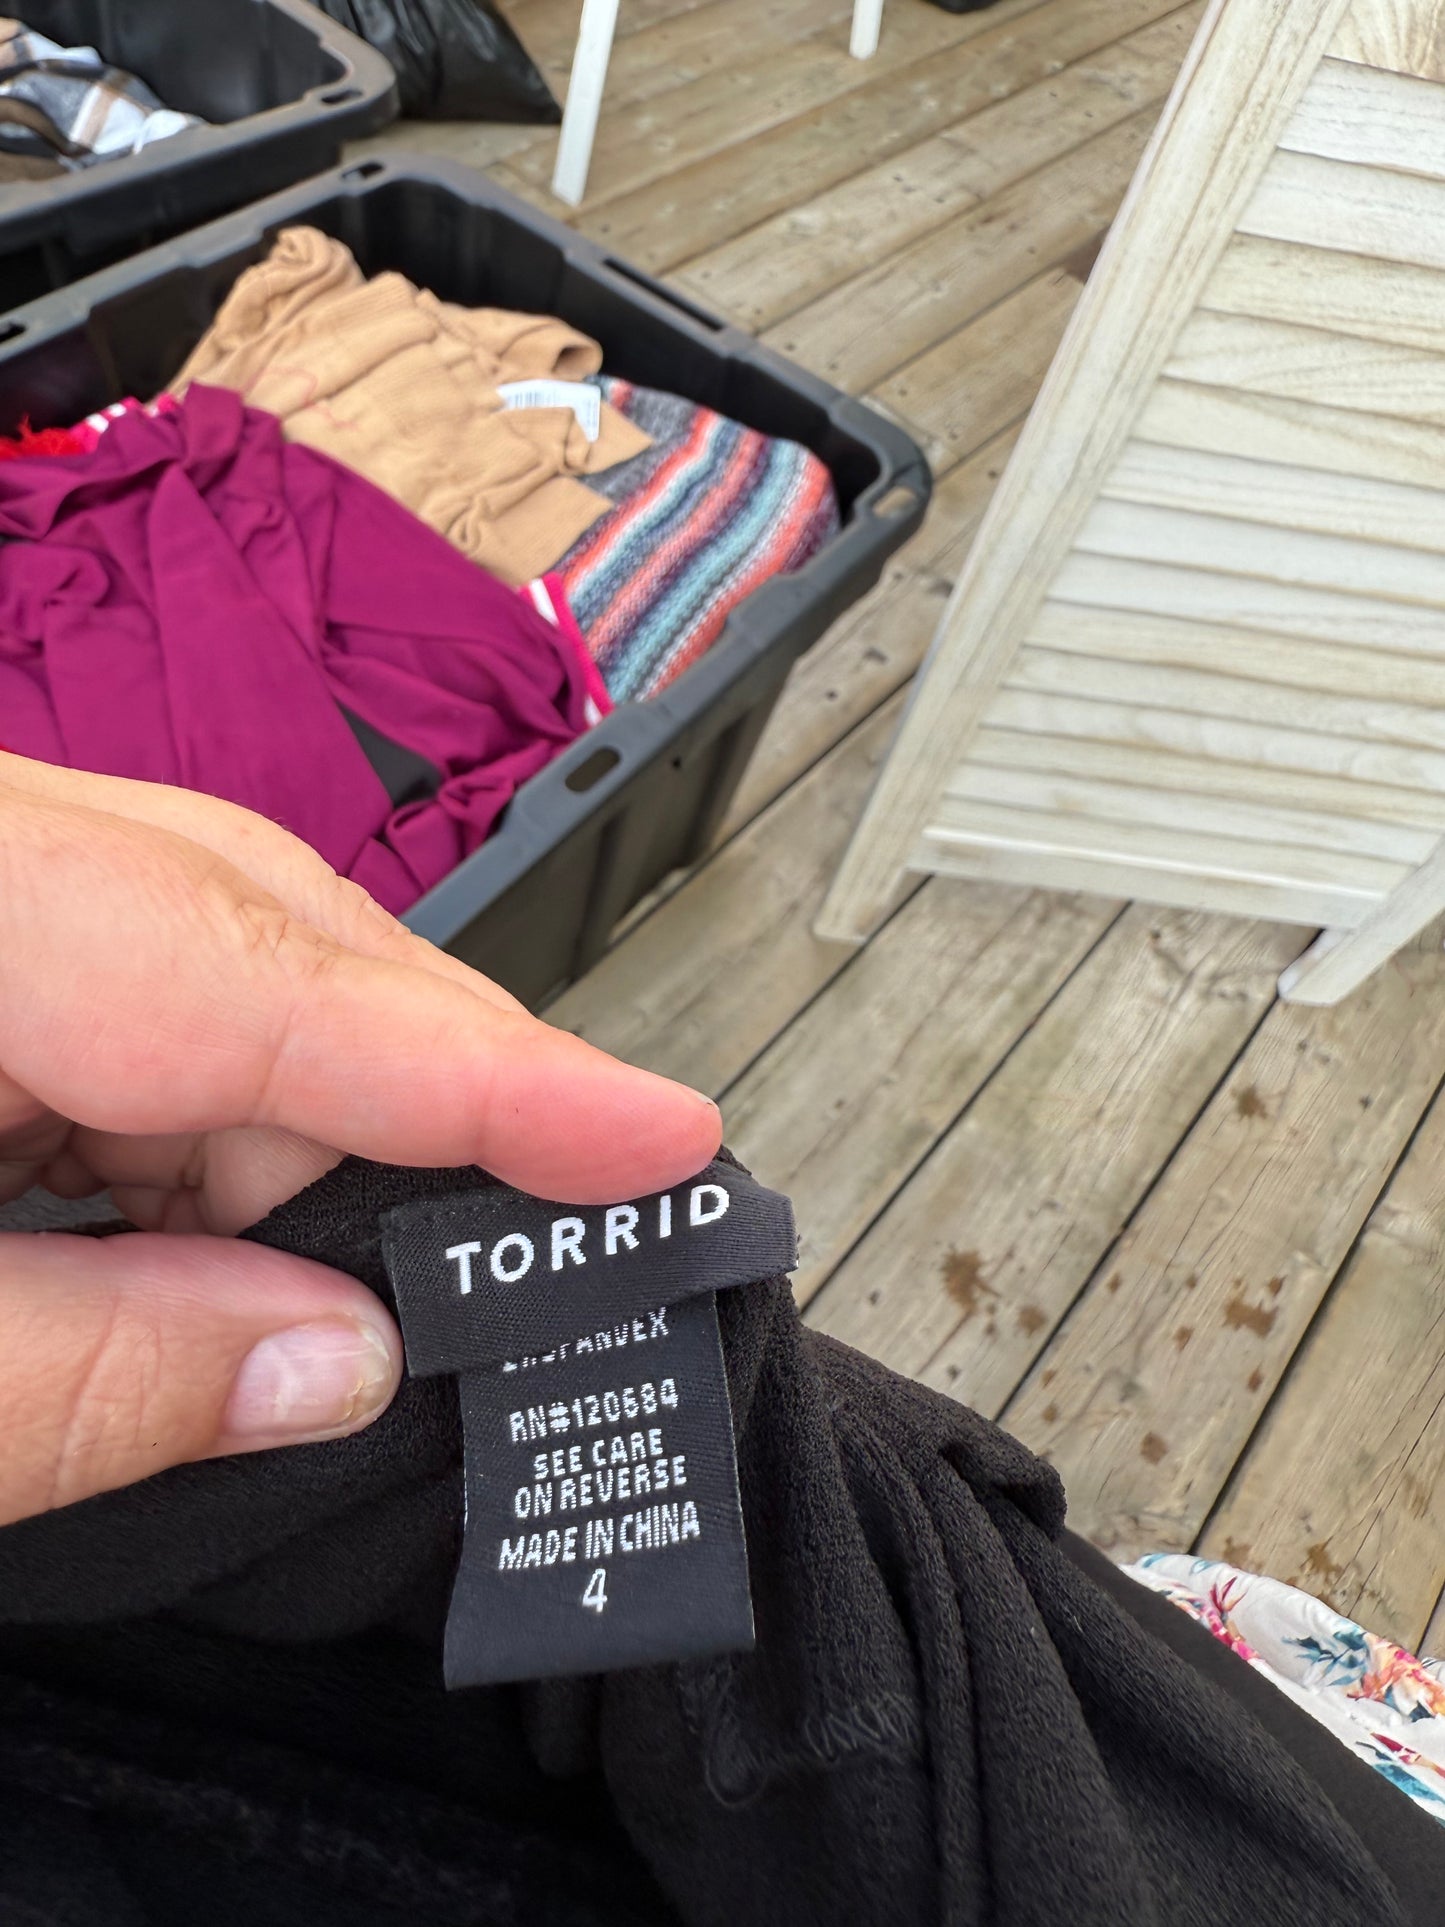 TORRID
RN#120684
SEE CARE
ON REVERSE
MADE IN CHINA
4